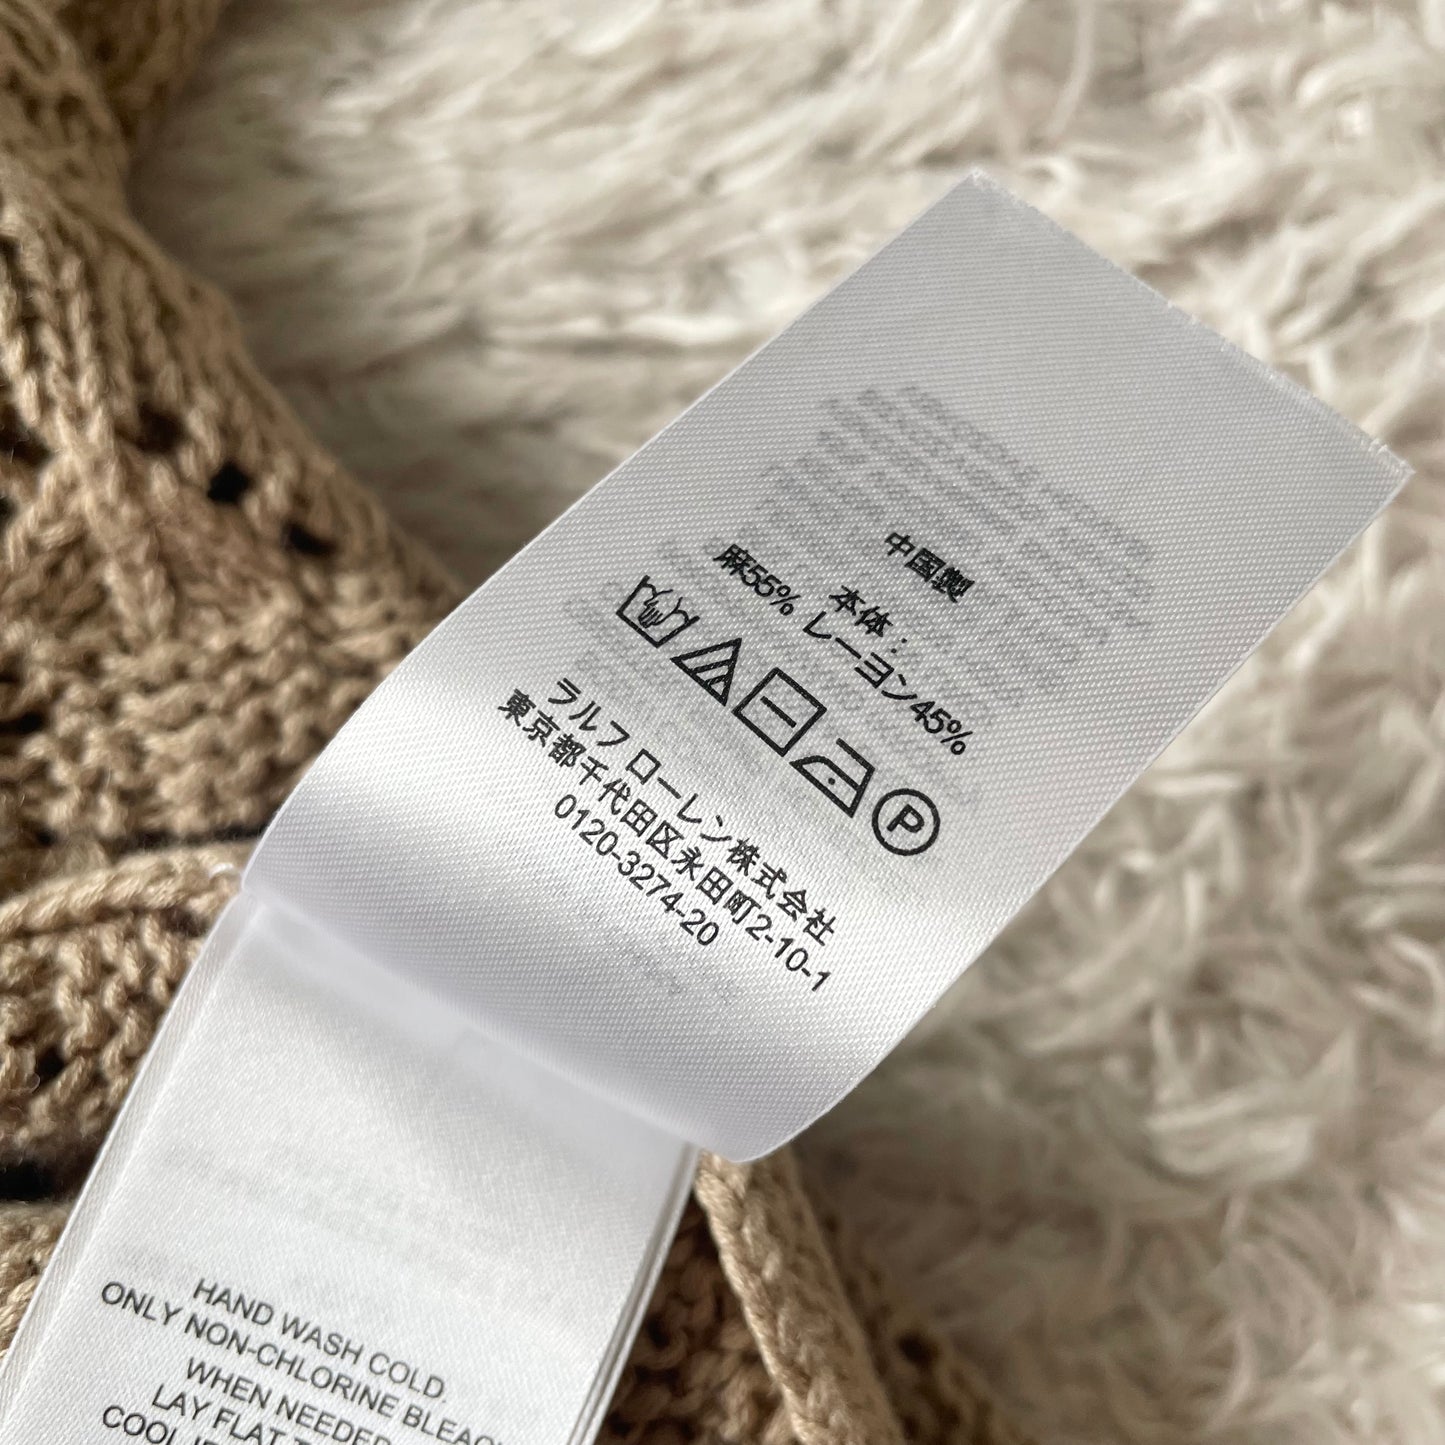 中国製
本体:
麻55% レーヨン45%
P
ラルフ ローレン株式会社
東京都千代田区永田町2-10-1
0120-3274-20
HAND WASH COLD.
ONLY NON-CHLORINE
WHEN NEEDED
LAY FLAT
COOL